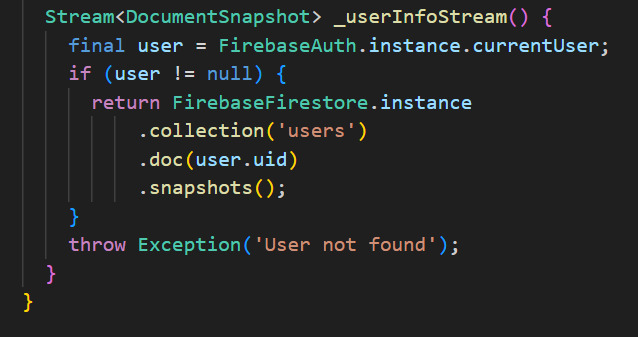 Stream<DocumentSnapshot> _userInfoStream() {
final user = FirebaseAuth.instance.currentUser;
if (user != null) {
return FirebaseFirestore.instance
.collection('users')
.doc(user.uid)
.snapshots();
}
throw Exception('User not found');
}
}